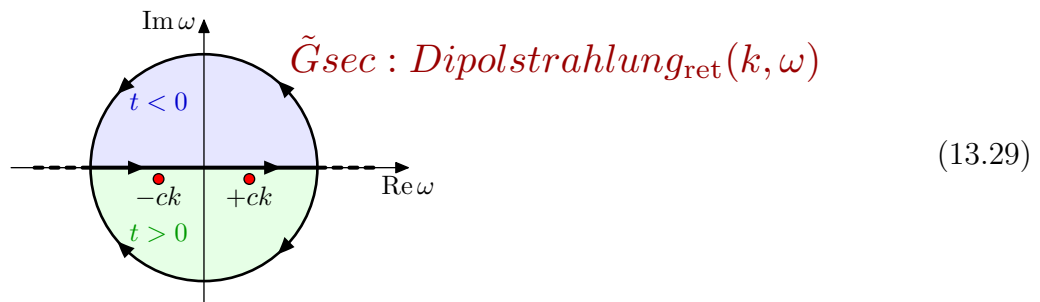 Im ω
G̃sec : Dipolstrahlung_ret(k, ω)
t < 0
(13.29)
Re ω
−ck +ck
t > 0